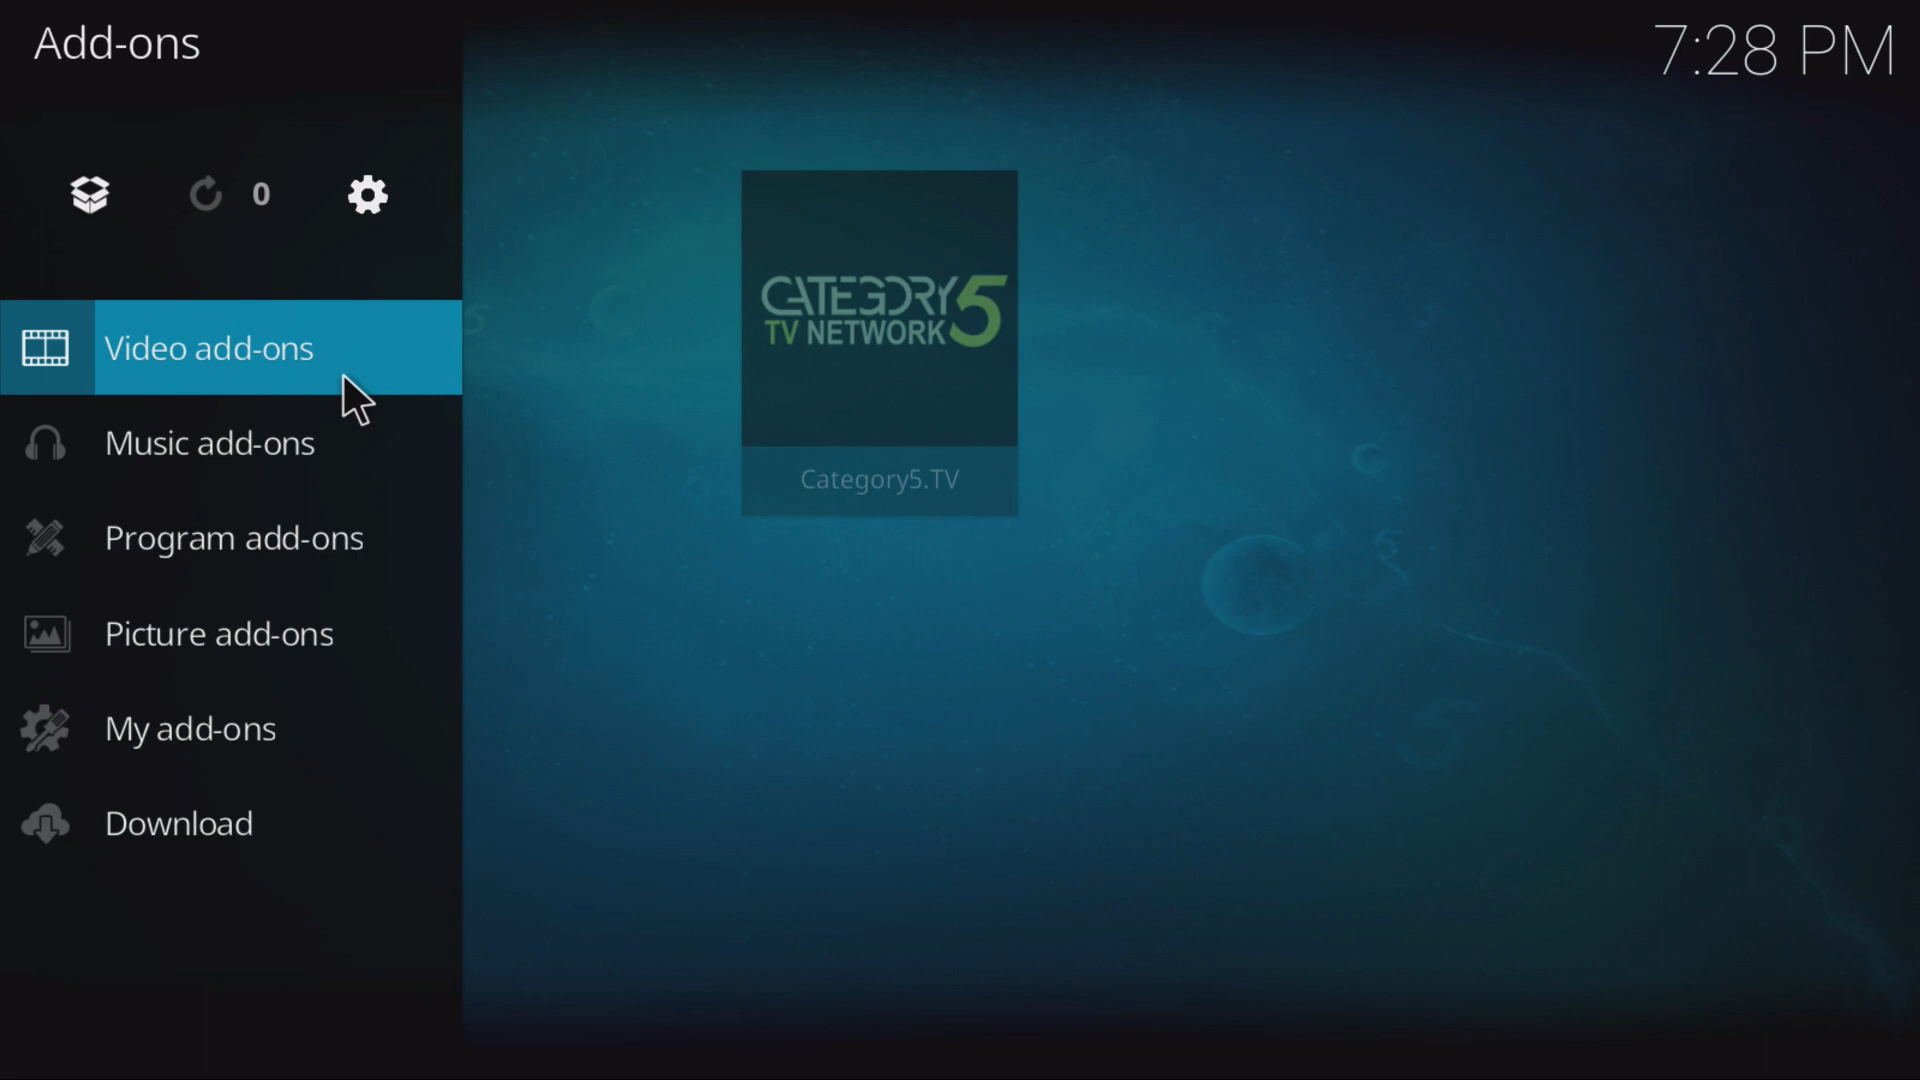 Add-ons
7:28 PM
0
Video add-ons
Music add-ons
Program add-ons
Picture add-ons
My add-ons
Download
CATEGORY5
TV NETWORK
Category5.TV